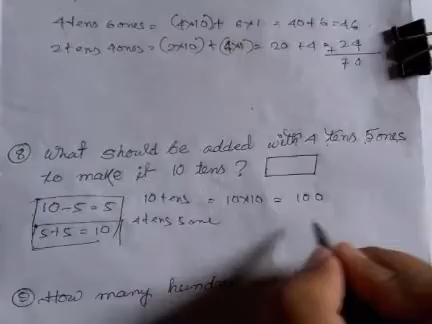 4 tens 6 ones = (4×10) + 6×1 = 40+6 = 46
2 tens 4 ones = (2×10) + (4×1) = 20 + 4 = + 24
70
⑧ What should be added with 4 tens 5 ones
to make it 10 tens?
10-5=5
10 tens = 10×10 = 100
5+5=10
4 tens 5 one
⑨ How many hund